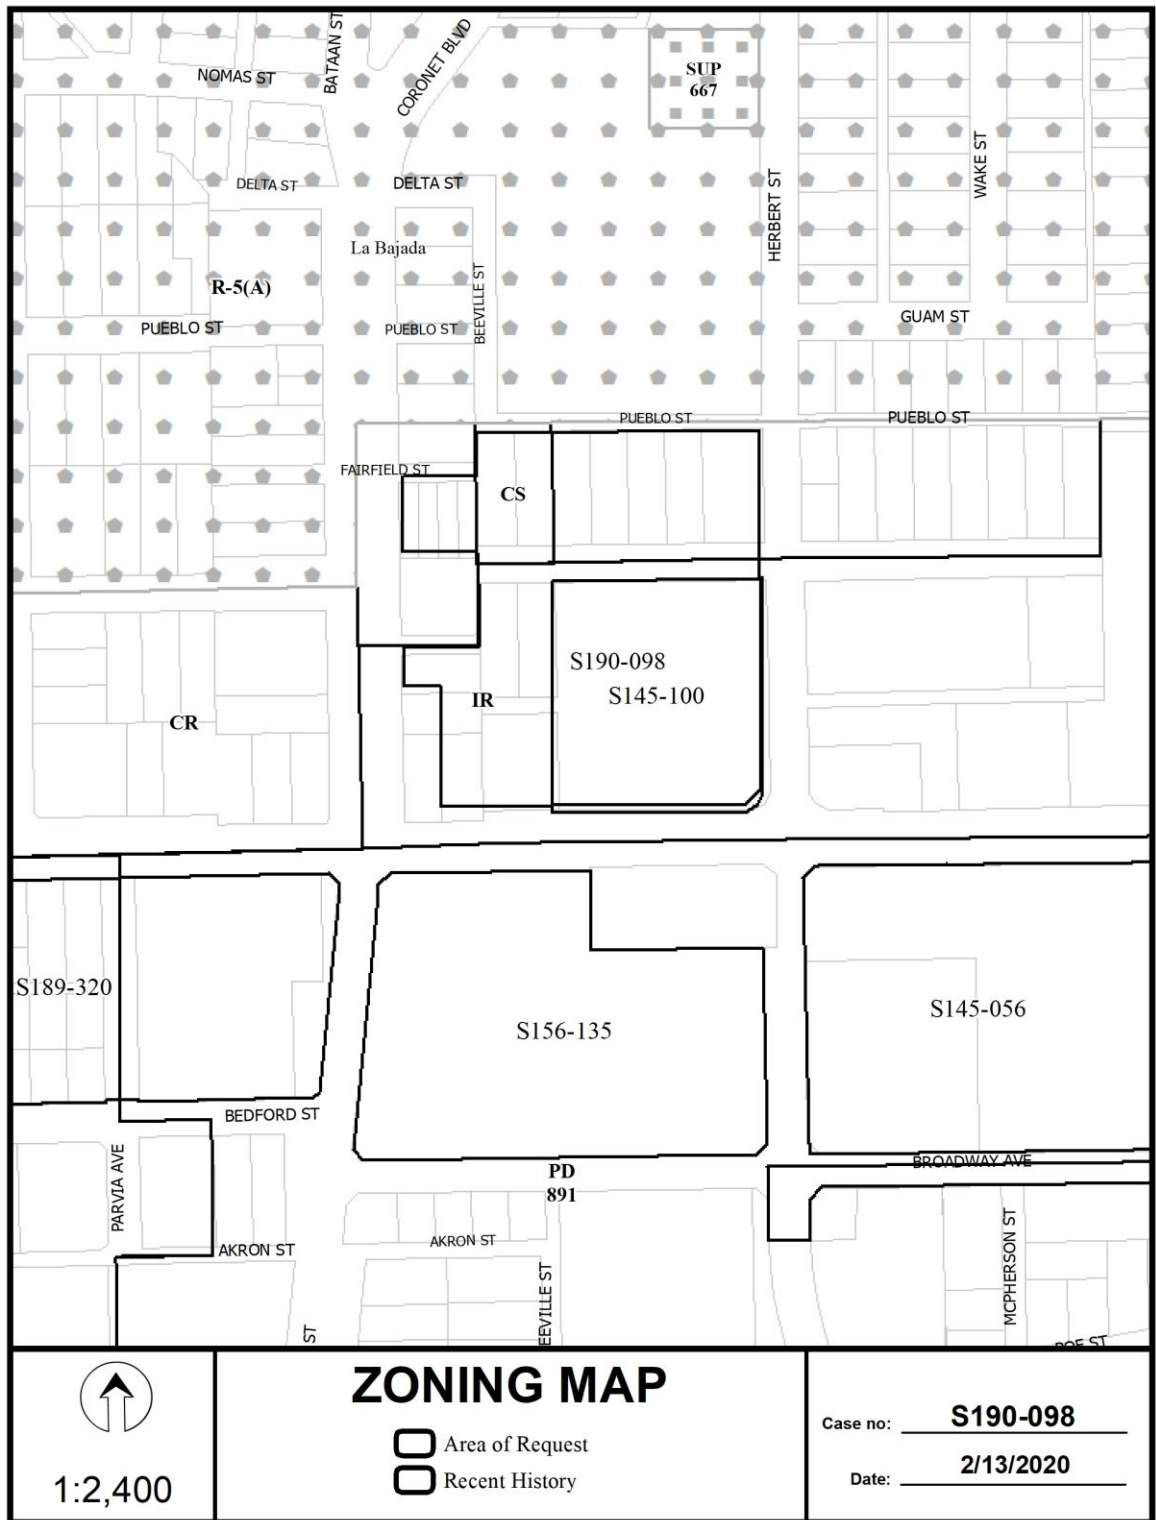 BATAAN ST
CORONET BLVD
NOMAS ST
SUP
667
WAKE ST
HERBERT ST
DELTA ST
DELTA ST
La Bajada
BEEVILLE ST
R-5(A)
PUEBLO ST
PUEBLO ST
GUAM ST
PUEBLO ST
PUEBLO ST
FAIRFIELD ST
CS
S190-098
S145-100
IR
CR
S189-320
S156-135
S145-056
BEDFORD ST
PARVIA AVE
PD
891
BROADWAY AVE
AKRON ST
AKRON ST
MCPHERSON ST
EEVILLE ST
ST
1:2,400
ZONING MAP
Area of Request
Recent History
Case no: S190-098
Date: 2/13/2020